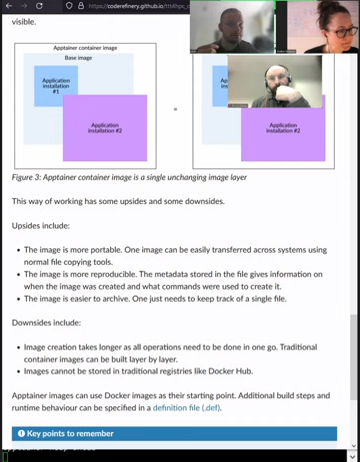 https://coderefinery.github.io/ttt4hpc_c
visible.
Apptainer container image
Base image
Application
installation
#1
Application
installation #2
=
Ap
ins
installation #2
Figure 3: Apptainer container image is a single unchanging image layer
This way of working has some upsides and some downsides.
Upsides include:
• The image is more portable. One image can be easily transferred across systems using
normal file copying tools.
• The image is more reproducible. The metadata stored in the file gives information on
when the image was created and what commands were used to create it.
• The image is easier to archive. One just needs to keep track of a single file.
Downsides include:
• Image creation takes longer as all operations need to be done in one go. Traditional
container images can be built layer by layer.
• Images cannot be stored in traditional registries like Docker Hub.
Apptainer images can use Docker images as their starting point. Additional build steps and
runtime behaviour can be specified in a definition file (.def).
Key points to remember